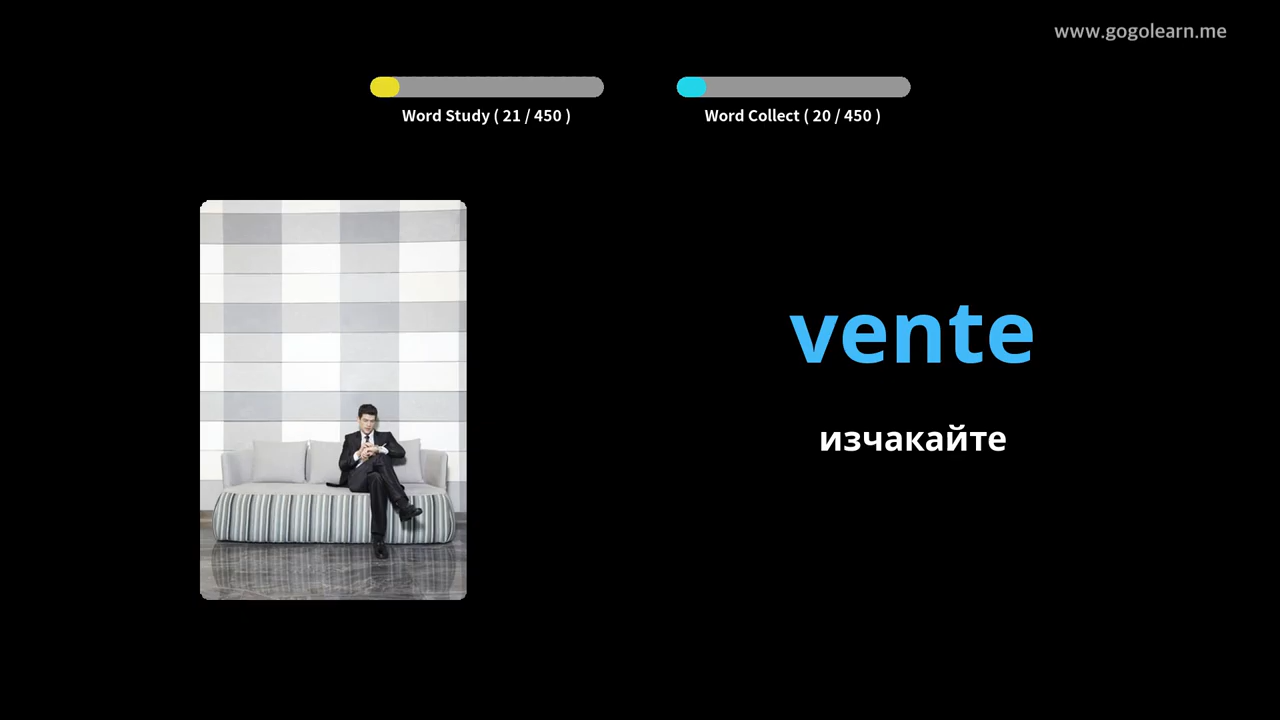 www.gogolearn.me
Word Study ( 21 / 450 )
Word Collect ( 20 / 450 )
vente
изчакайте